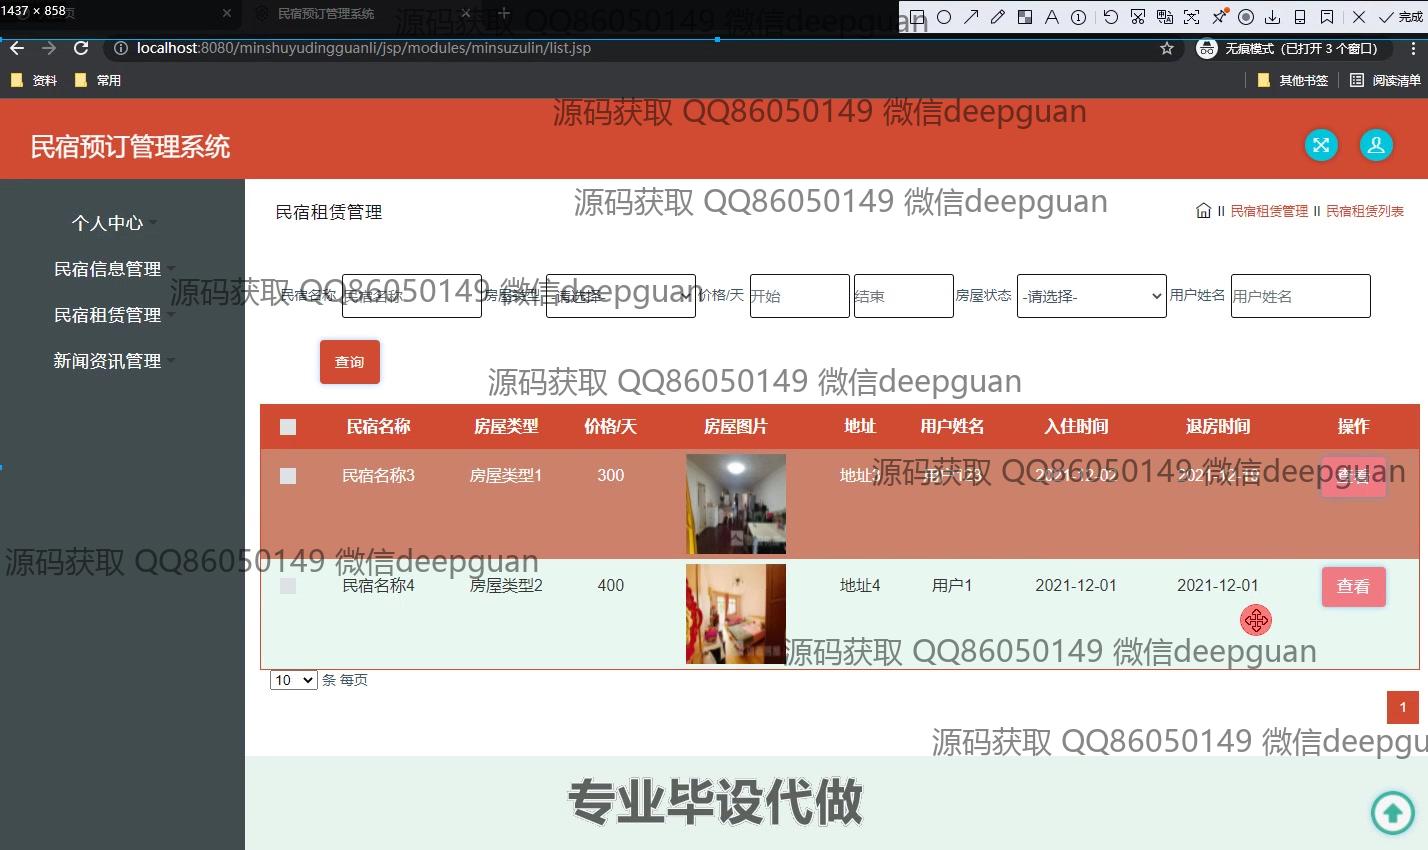 1437 × 858
页
民宿预订管理系统
源码获取 QQ86050149 微信deepguan
完成
localhost:8080/minshuyudingguanli/jsp/modules/minsuzulin/list.jsp
无痕模式（已打开 3 个窗口）
资料
常用
其他书签
阅读清单
源码获取 QQ86050149 微信deepguan
民宿预订管理系统
个人中心
民宿信息管理
民宿租赁管理
新闻资讯管理
民宿租赁管理
源码获取 QQ86050149 微信deepguan
民宿租赁管理
民宿租赁列表
源码获取 QQ86050149 微信deepguan
民宿名称 民宿名称 房屋类型 -请选择- 价格/天 开始 结束 房屋状态 -请选择- 用户姓名 用户姓名
查询
源码获取 QQ86050149 微信deepguan
民宿名称 房屋类型 价格/天 房屋图片 地址 用户姓名 入住时间 退房时间 操作
民宿名称3 房屋类型1 300 地址3 用户123 2021-12-02 2021-12-10 查看
源码获取 QQ86050149 微信deepguan
源码获取 QQ86050149 微信deepguan
民宿名称4 房屋类型2 400 地址4 用户1 2021-12-01 2021-12-01 查看
源码获取 QQ86050149 微信deepguan
10 条 每页
1
源码获取 QQ86050149 微信deepgu
专业毕设代做